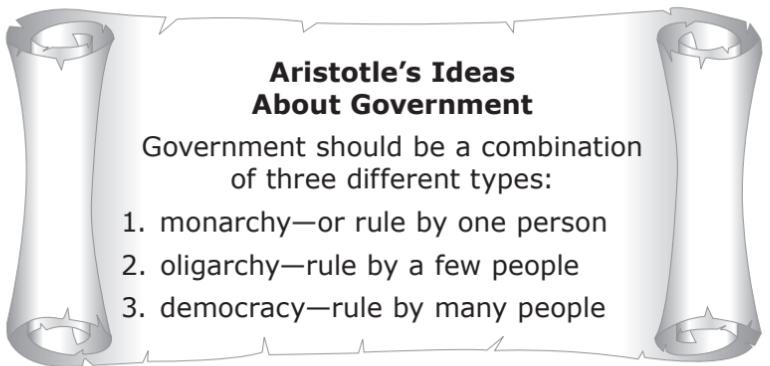 Aristotle’s Ideas
About Government
Government should be a combination
of three different types:
1. monarchy—or rule by one person
2. oligarchy—rule by a few people
3. democracy—rule by many people